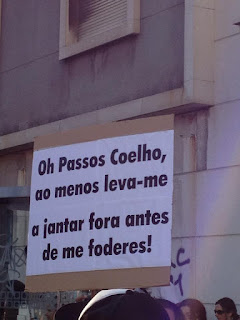 Oh Passos Coelho,
ao menos leva-me
a jantar fora antes
de me foderes!